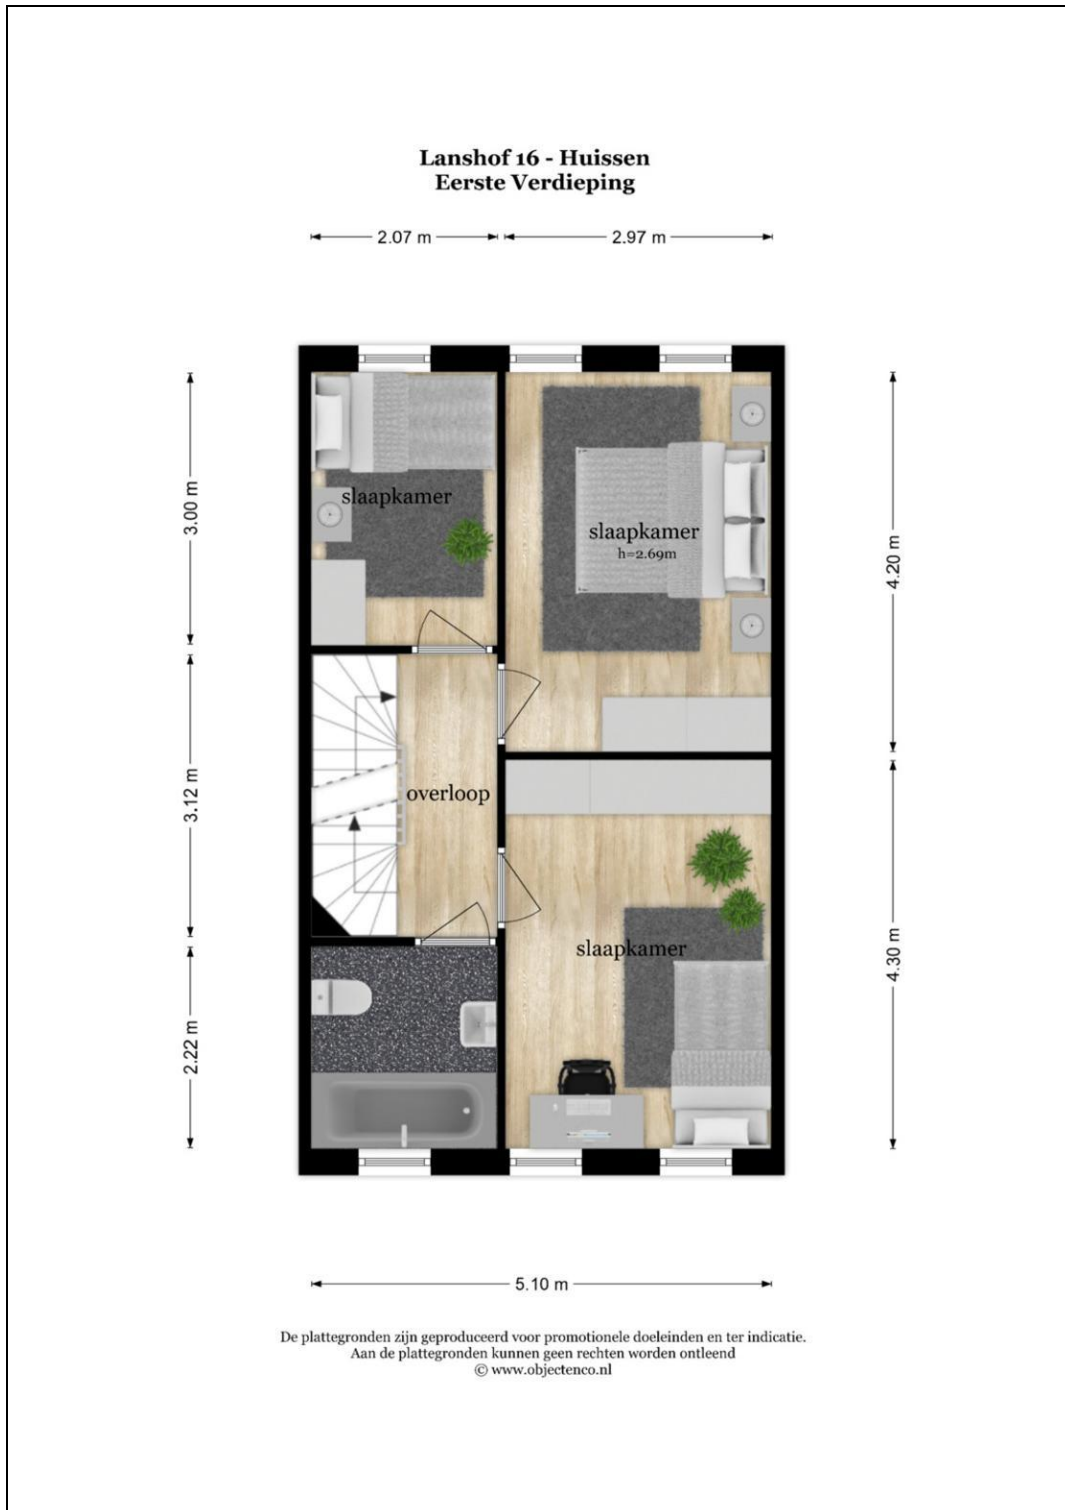 Lanshof 16 - Huissen
Eerste Verdieping
2.07 m
2.97 m
3.00 m
3.12 m
2.22 m
4.20 m
4.30 m
slaapkamer
slaapkamer
h=2.69m
overloop
slaapkamer
5.10 m
De plattegronden zijn geproduceerd voor promotionele doeleinden en ter indicatie.
Aan de plattegronden kunnen geen rechten worden ontleend
© www.objectenco.nl